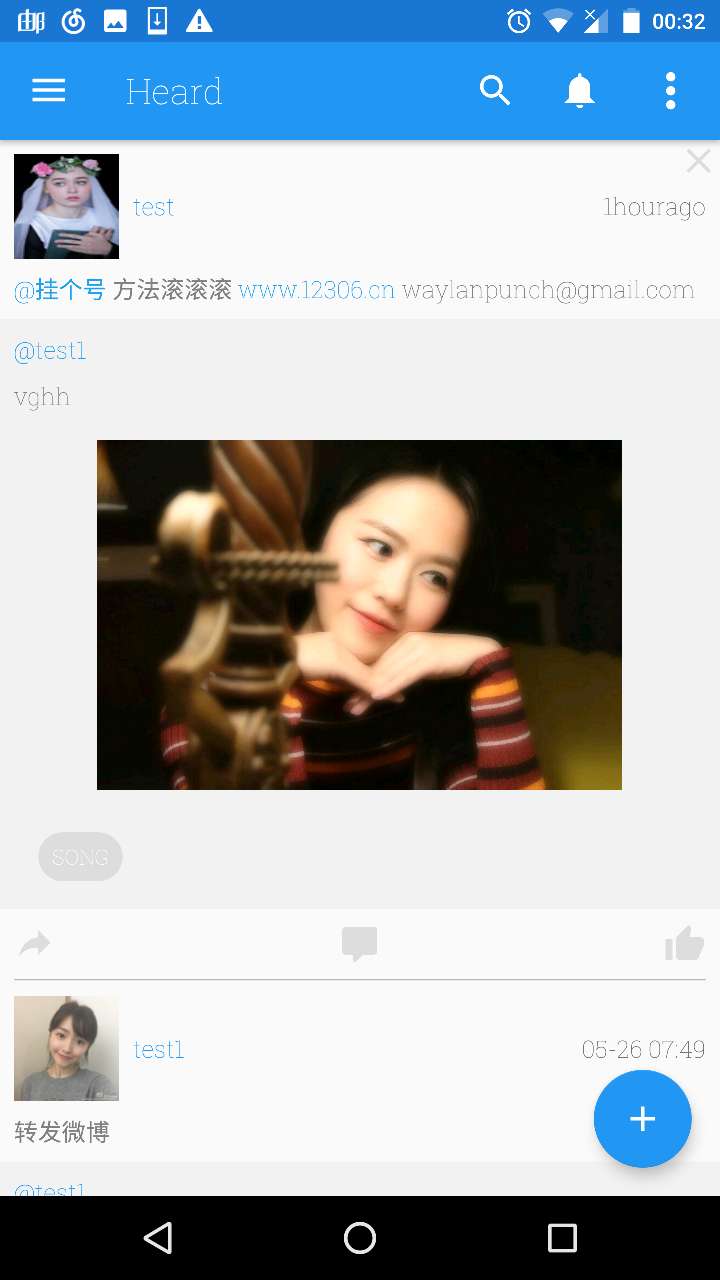 00:32
Heard
test
1hourago
@挂个号 方法滚滚滚 www.12306.cn waylanpunch@gmail.com
@test1
vghh
SONG
test1
05-26 07:49
转发微博
@test1